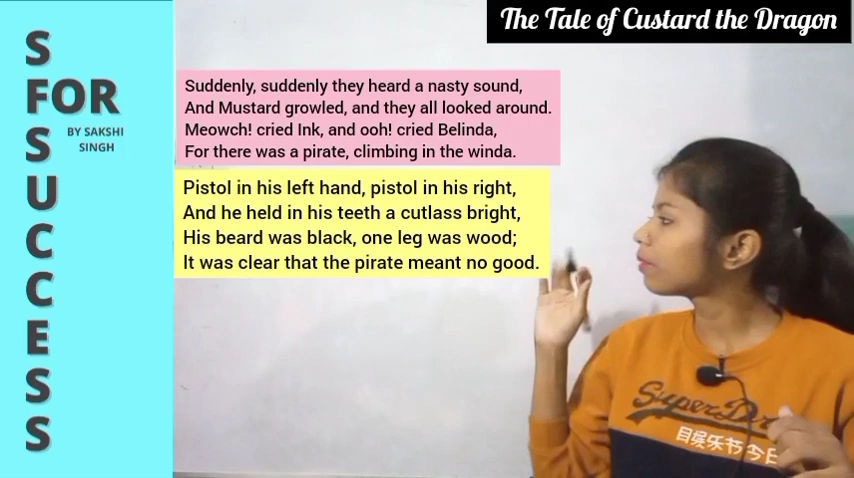 The Tale of Custard the Dragon
S
FOR
S
U
C
C
E
S
S
BY SAKSHI
SINGH
Suddenly, suddenly they heard a nasty sound,
And Mustard growled, and they all looked around.
Meowch! cried Ink, and ooh! cried Belinda,
For there was a pirate, climbing in the winda.
Pistol in his left hand, pistol in his right,
And he held in his teeth a cutlass bright,
His beard was black, one leg was wood;
It was clear that the pirate meant no good.